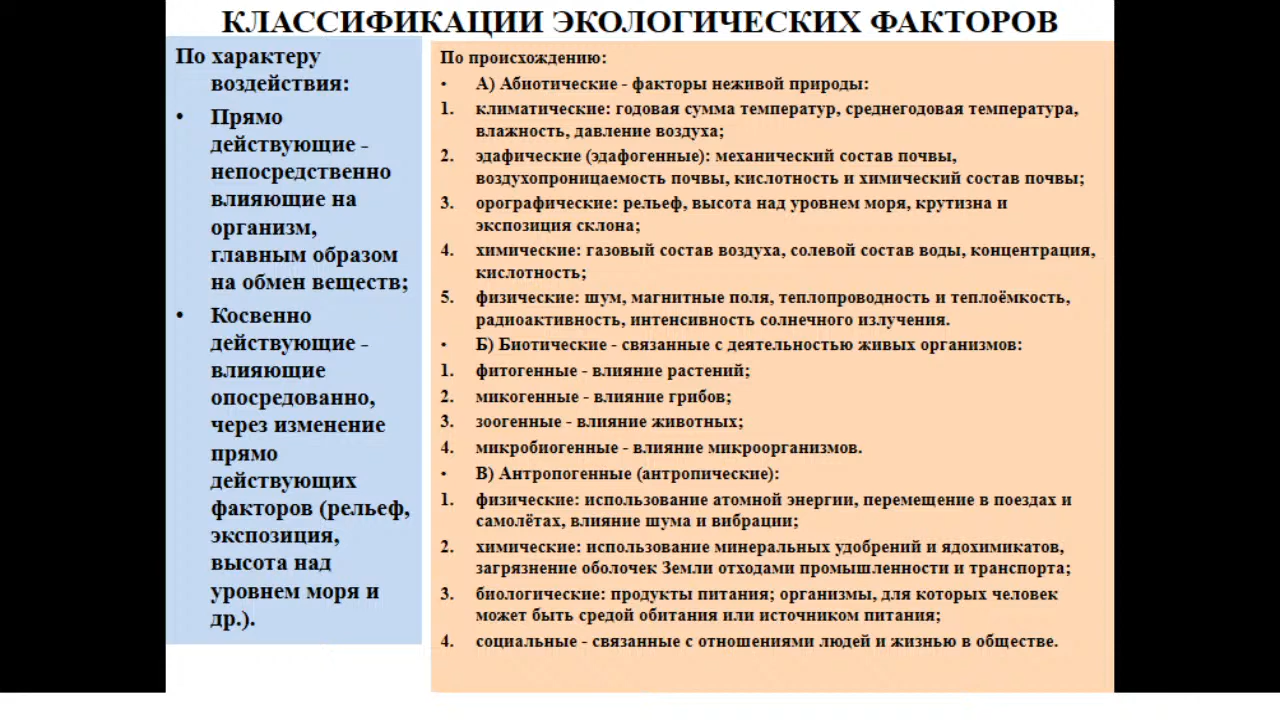 КЛАССИФИКАЦИИ ЭКОЛОГИЧЕСКИХ ФАКТОРОВ
По характеру
воздействия:
• Прямо
действующие -
непосредственно
влияющие на
организм,
главным образом
на обмен веществ;
• Косвенно
действующие -
влияющие
опосредованно,
через изменение
прямо
действующих
факторов (рельеф,
экспозиция,
высота над
уровнем моря и
др.).
По происхождению:
• А) Абиотические - факторы неживой природы:
1. климатические: годовая сумма температур, среднегодовая температура,
влажность, давление воздуха;
2. эдафические (эдафогенные): механический состав почвы,
воздухопроницаемость почвы, кислотность и химический состав почвы;
3. орографические: рельеф, высота над уровнем моря, крутизна и
экспозиция склона;
4. химические: газовый состав воздуха, солевой состав воды, концентрация,
кислотность;
5. физические: шум, магнитные поля, теплопроводность и теплоёмкость,
радиоактивность, интенсивность солнечного излучения.
• Б) Биотические - связанные с деятельностью живых организмов:
1. фитогенные - влияние растений;
2. микогенные - влияние грибов;
3. зоогенные - влияние животных;
4. микробиогенные - влияние микроорганизмов.
• В) Антропогенные (антропические):
1. физические: использование атомной энергии, перемещение в поездах и
самолётах, влияние шума и вибрации;
2. химические: использование минеральных удобрений и ядохимикатов,
загрязнение оболочек Земли отходами промышленности и транспорта;
3. биологические: продукты питания; организмы, для которых человек
может быть средой обитания или источником питания;
4. социальные - связанные с отношениями людей и жизнью в обществе.